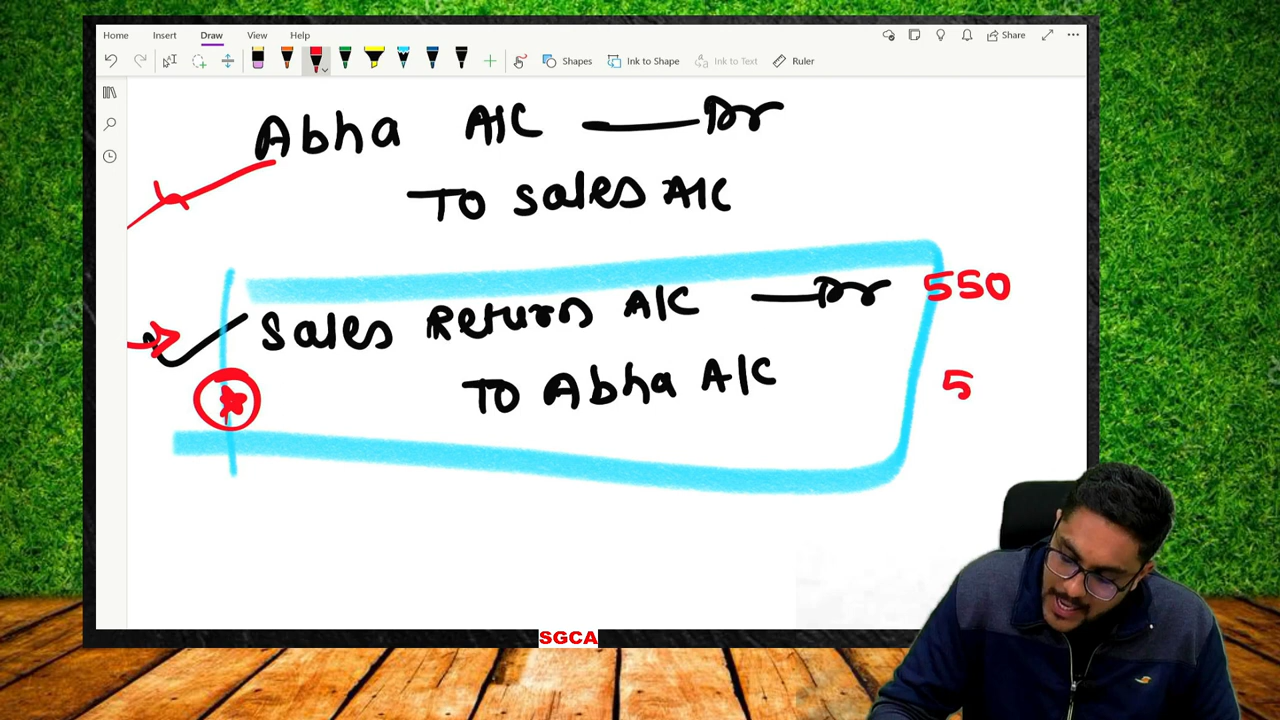 Home Insert Draw View Help Share
Shapes Ink to Shape Ink to Text Ruler
Abha A/C —— Dr
To Sales A/C
Sales Return A/C —— Dr 550
To Abha A/C 5
SGCA